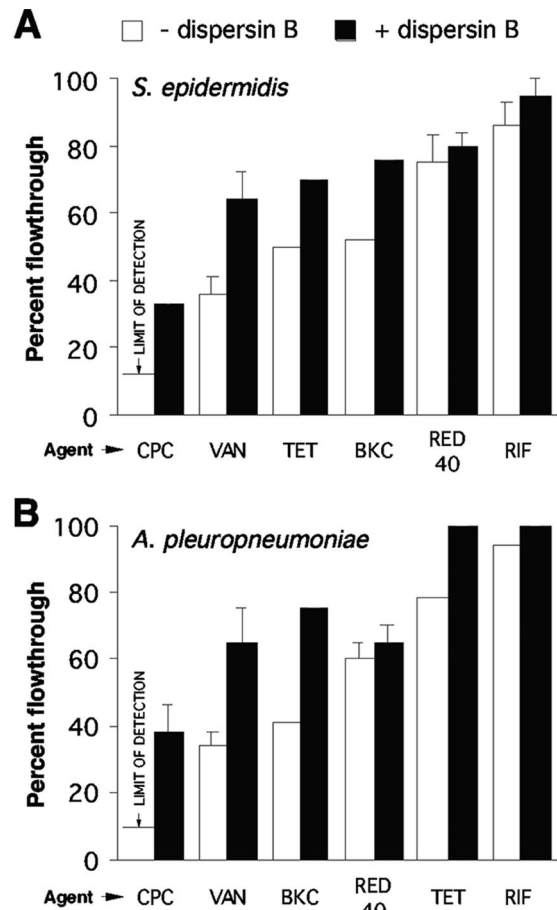 A
- dispersin B + dispersin B
S. epidermidis
Percent flowthrough
100
80
60
40
20
0
LIMIT OF DETECTION
Agent CPC VAN TET BKC RED 40 RIF
B
A. pleuropneumoniae
Percent flowthrough
100
80
60
40
20
0
LIMIT OF DETECTION
Agent CPC VAN BKC RED 40 TET RIF